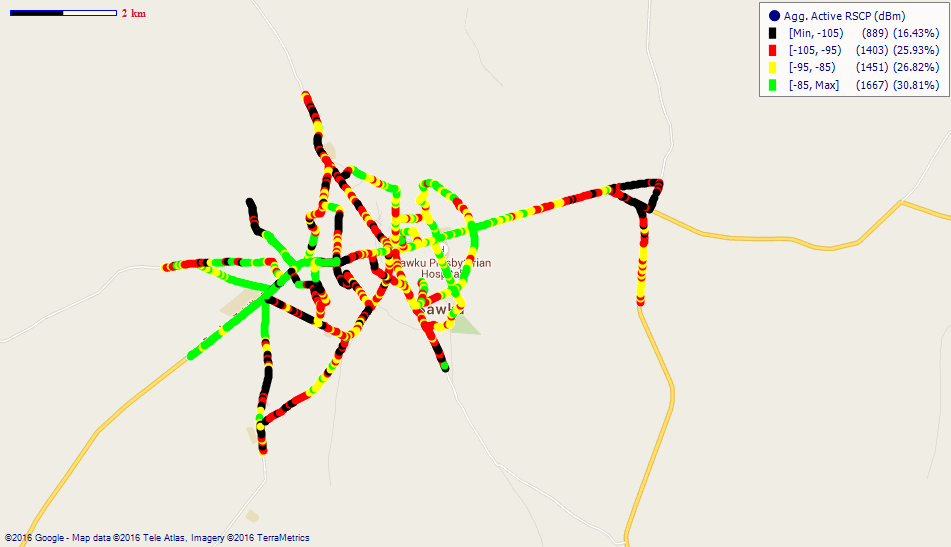 2 km
Agg. Active RSCP (dBm)
[Min, -105) (889) (16.43%)
[-105, -95) (1403) (25.93%)
[-95, -85) (1451) (26.82%)
[-85, Max] (1667) (30.81%)
Hospital
©2016 Google - Map data ©2016 Tele Atlas, Imagery ©2016 TerraMetrics